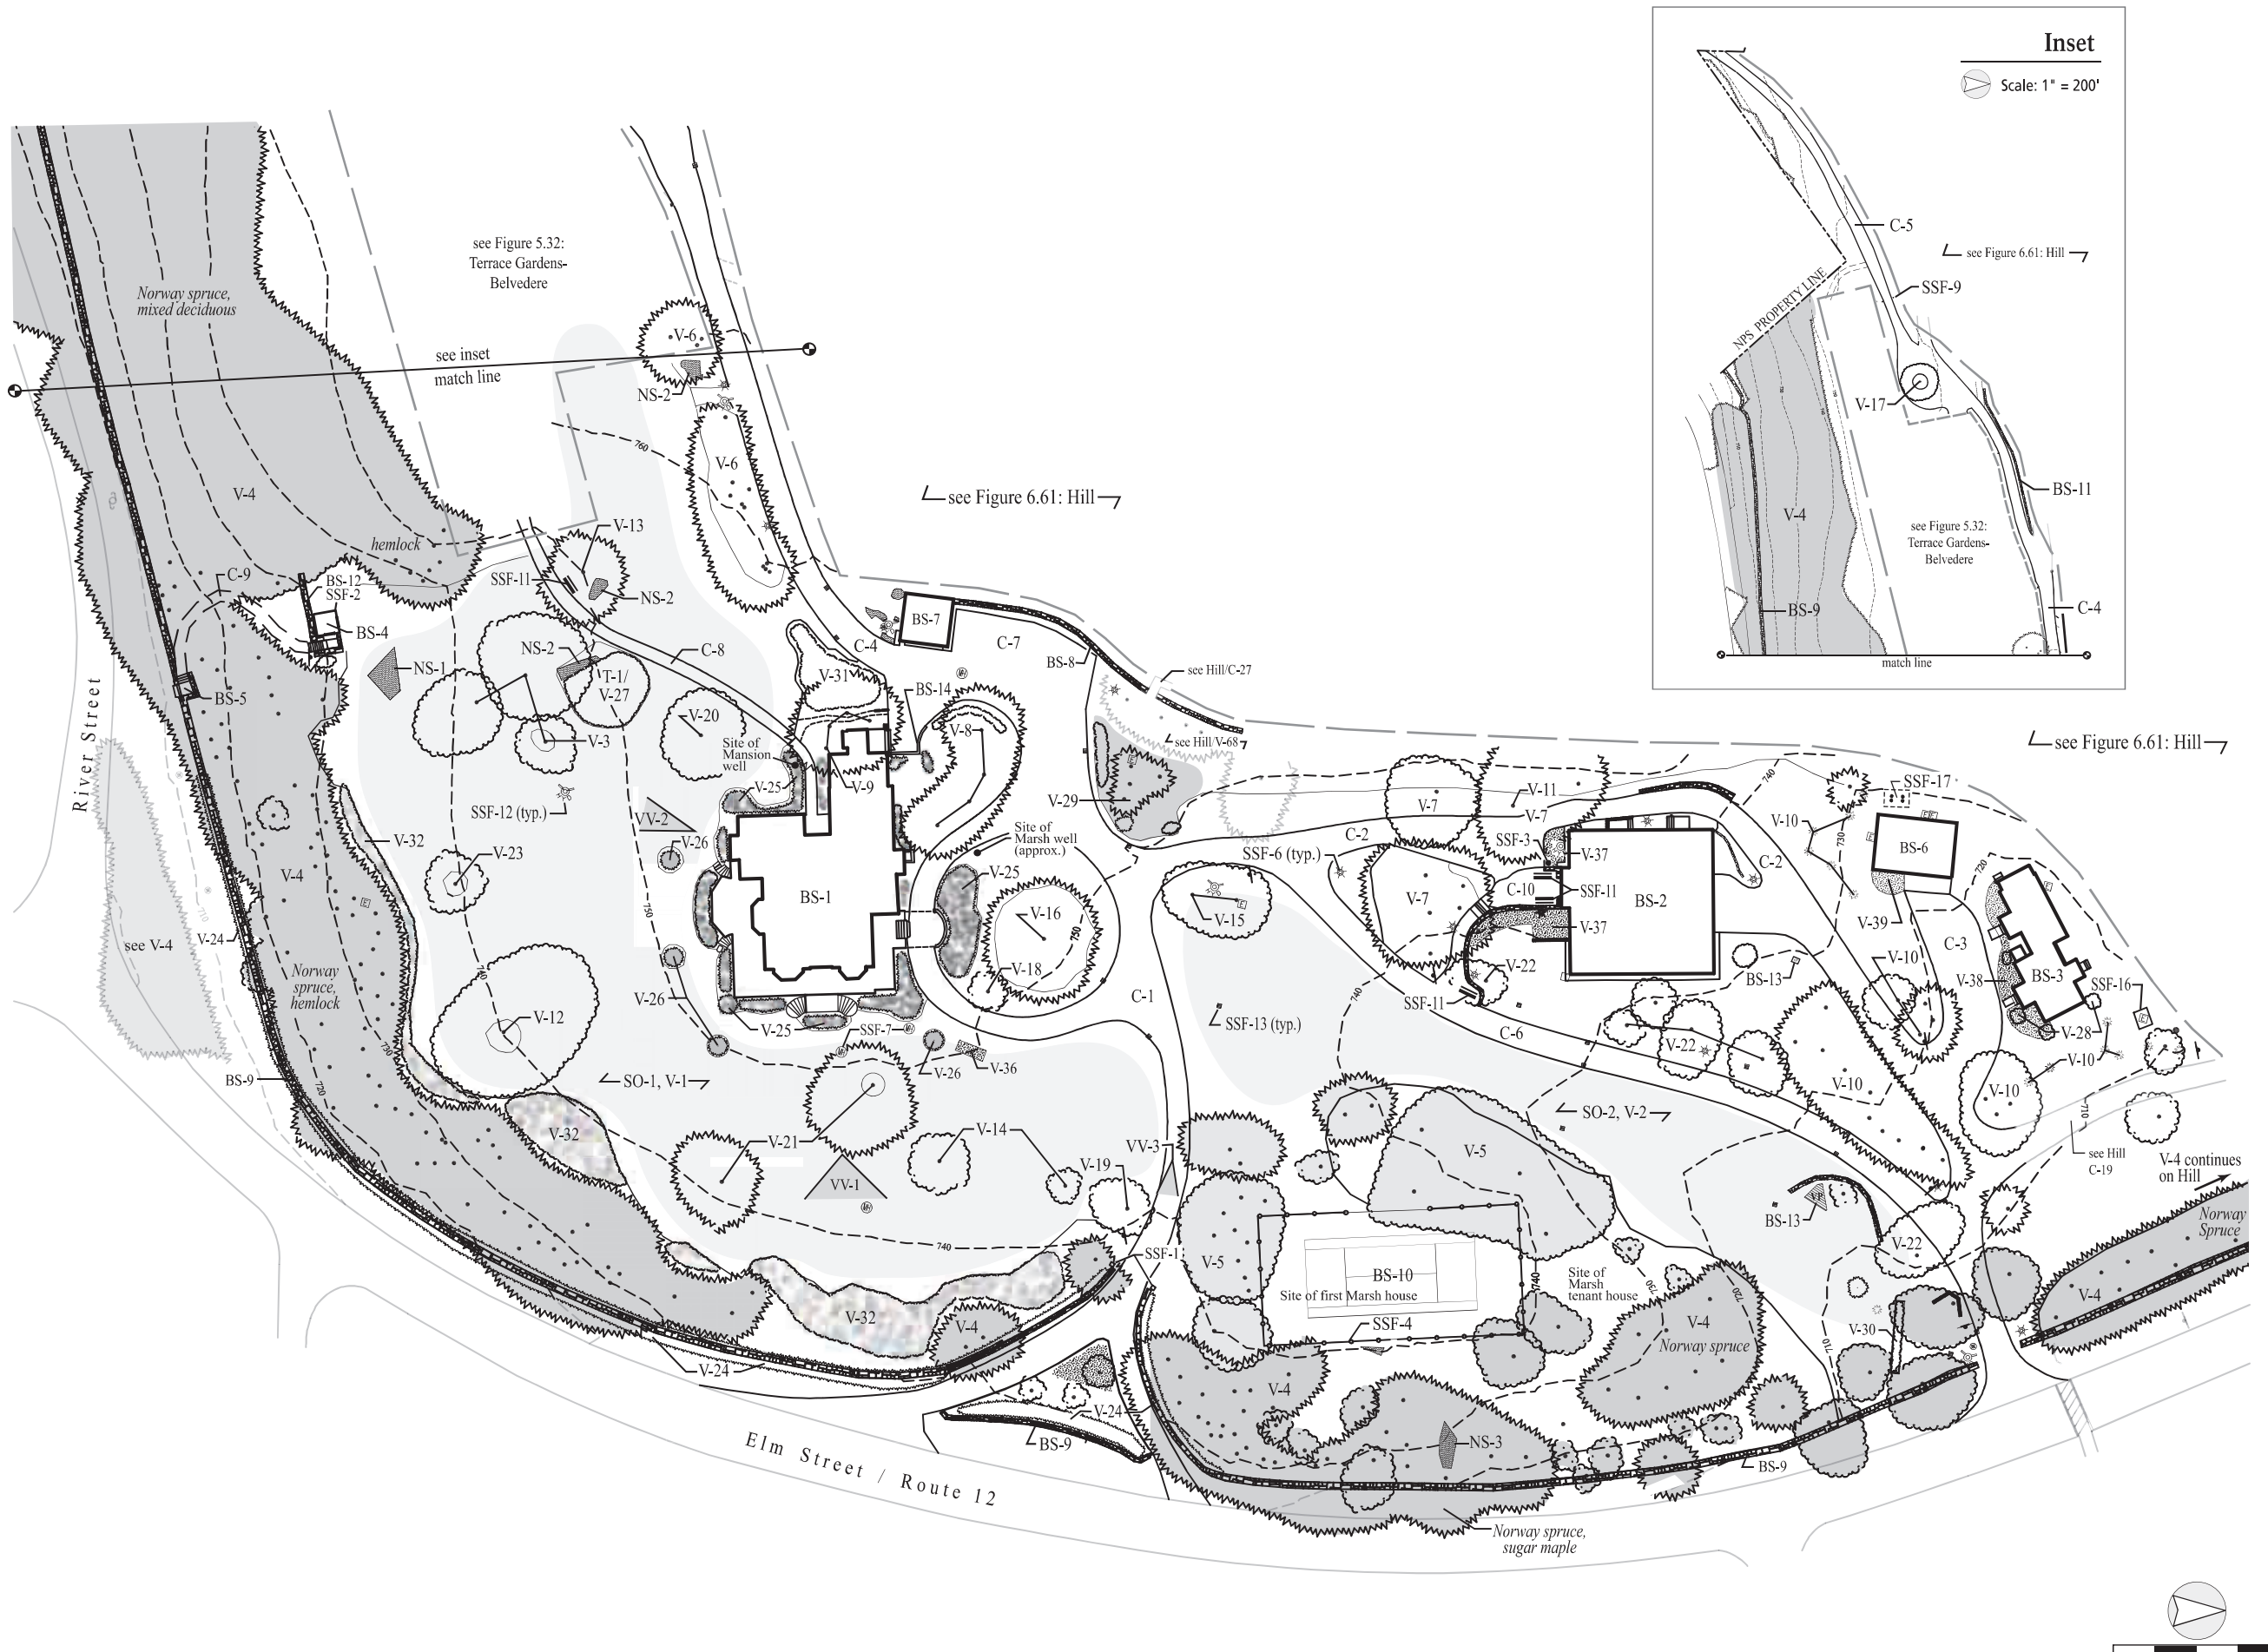 Inset
Scale: 1" = 200'
C-5
see Figure 6.61: Hill
SSF-9
NPS PROPERTY LINE
V-17
BS-11
V-4
see Figure 5.32:
Terrace Gardens-
Belvedere
BS-9
C-4
match line
see Figure 5.32:
Terrace Gardens-
Belvedere
Norway spruce,
mixed deciduous
V-6
see inset
match line
NS-2
760
V-6
V-4
see Figure 6.61: Hill
V-13
hemlock
C-9
BS-12
SSF-2
SSF-11
NS-2
BS-4
BS-7
C-7
C-4
NS-2
C-8
BS-8
NS-1
T-1/
V-27
V-31
see Hill/C-27
BS-5
BS-14
River Street
V-20
V-8
V-3
Site of
Mansion
well
see Hill/V-68
see Figure 6.61: Hill
740
V-25
V-9
SSF-12 (typ.)
VV-2
V-29
V-11
V-7
V-7
SSF-17
V-32
V-26
Site of
Marsh well
(approx.)
C-2
SSF-3
V-10
730
SSF-6 (typ.)
V-37
BS-6
V-23
V-25
C-2
720
V-4
BS-1
C-10
SSF-11
BS-2
V-7
750
V-16
750
V-15
V-37
V-39
V-24
see V-4
C-3
V-10
Norway
spruce,
hemlock
V-18
V-22
BS-13
V-38
BS-3
SSF-16
740
V-26
C-1
740
SSF-11
V-12
V-25
SSF-7
SSF-13 (typ.)
C-6
V-28
V-22
V-10
730
V-26
V-36
BS-9
SO-1, V-1
V-10
V-10
720
SO-2, V-2
710
V-32
V-21
V-14
VV-3
V-5
see Hill
C-19
V-19
V-4 continues
on Hill
VV-1
BS-13
Norway
Spruce
740
SSF-1
V-5
V-22
BS-10
Site of first Marsh house
740
Site of
Marsh
tenant house
750
720
V-4
V-32
V-4
SSF-4
V-4
Norway spruce
V-30
710
V-24
V-4
V-24
BS-9
NS-3
BS-9
Elm Street / Route 12
Norway spruce,
sugar maple